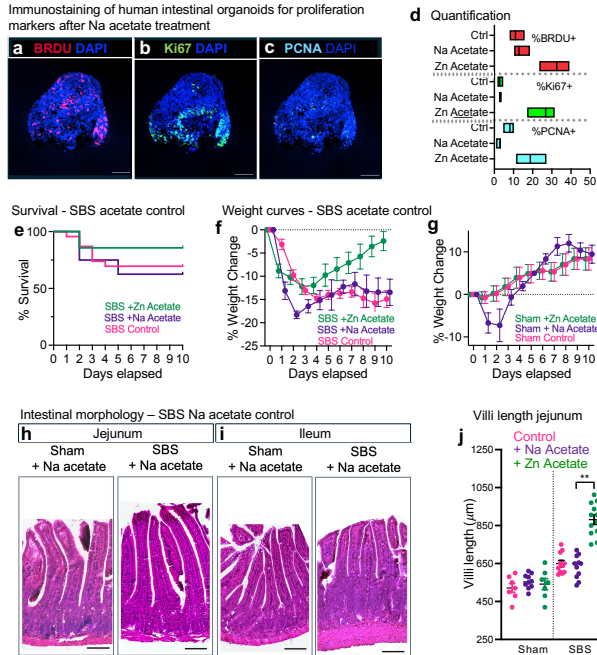 Immunostaining of human intestinal organoids for proliferation
markers after Na acetate treatment
a BRDU DAPI
b Ki67 DAPI
c PCNA DAPI
d Quantification
Ctrl
Na Acetate
Zn Acetate
%BRDU+
Ctrl
Na Acetate
Zn Acetate
%Ki67+
Ctrl
Na Acetate
Zn Acetate
%PCNA+
0 10 20 30 40 50
Survival - SBS acetate control
e
100
50
0
% Survival
SBS +Zn Acetate
SBS +Na Acetate
SBS Control
0 1 2 3 4 5 6 7 8 9 10
Days elapsed
Weight curves - SBS acetate control
f
5
0
-5
-10
-15
-20
-25
% Weight Change
SBS +Zn Acetate
SBS +Na Acetate
SBS Control
0 1 2 3 4 5 6 7 8 9 10
Days elapsed
g
10
0
-10
% Weight Change
Sham +Zn Acetate
Sham + Na Acetate
Sham Control
0 1 2 3 4 5 6 7 8 9 10
Days elapsed
Intestinal morphology – SBS Na acetate control
h Jejunum
i Ileum
Sham
+ Na acetate
SBS
+ Na acetate
Sham
+ Na acetate
SBS
+ Na acetate
Villi length jejunum
j
Control
+ Na Acetate
+ Zn Acetate
**
1250
1050
850
650
450
250
Villi length (μm)
Sham SBS